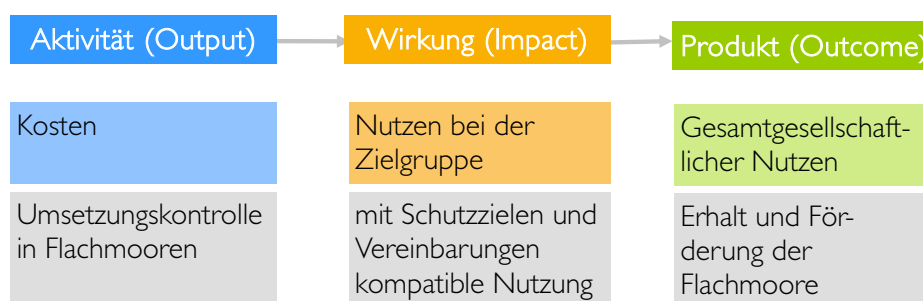 Aktivität (Output)
Wirkung (Impact)
Produkt (Outcome)
Kosten
Nutzen bei der
Zielgruppe
Gesamtgesellschaft-
licher Nutzen
Umsetzungskontrolle
in Flachmooren
mit Schutzzielen und
Vereinbarungen
kompatible Nutzung
Erhalt und För-
derung der
Flachmoore